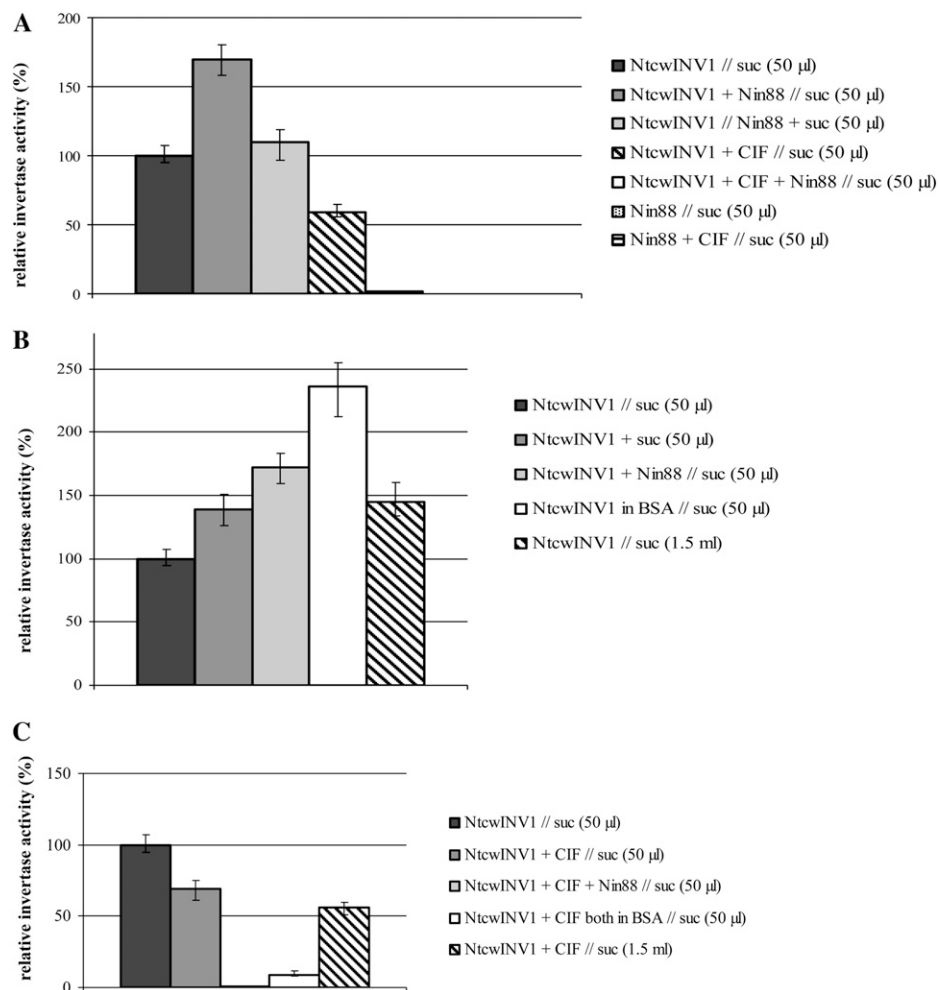 A
relative invertase activity (%)
200
150
100
50
0
NtcwINV1 // suc (50 µl)
NtcwINV1 + Nin88 // suc (50 µl)
NtcwINV1 // Nin88 + suc (50 µl)
NtcwINV1 + CIF // suc (50 µl)
NtcwINV1 + CIF + Nin88 // suc (50 µl)
Nin88 // suc (50 µl)
Nin88 + CIF // suc (50 µl)
B
relative invertase activity (%)
250
200
150
100
50
0
NtcwINV1 // suc (50 µl)
NtcwINV1 + suc (50 µl)
NtcwINV1 + Nin88 // suc (50 µl)
NtcwINV1 in BSA // suc (50 µl)
NtcwINV1 // suc (1.5 ml)
C
relative invertase activity (%)
150
100
50
0
NtcwINV1 // suc (50 µl)
NtcwINV1 + CIF // suc (50 µl)
NtcwINV1 + CIF + Nin88 // suc (50 µl)
NtcwINV1 + CIF both in BSA // suc (50 µl)
NtcwINV1 + CIF // suc (1.5 ml)